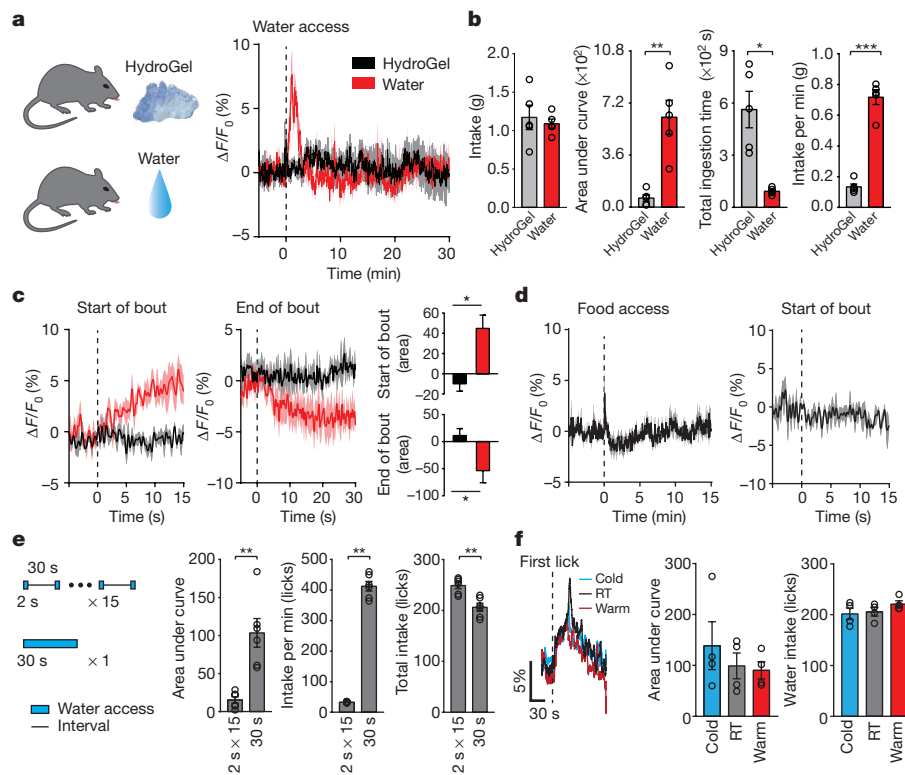 a
HydroGel
Water
Water access
ΔF/F0 (%)
10
5
0
−5
HydroGel
Water
0 10 20 30
Time (min)
b
Intake (g)
2.0
1.5
1.0
0.5
0.0
HydroGel
Water
Area under curve (×10²)
**
10.8
7.2
3.6
0.0
HydroGel
Water
Total ingestion time (×10² s)
*
9
6
3
0
HydroGel
Water
Intake per min (g)
***
1.0
0.8
0.6
0.4
0.2
0.0
HydroGel
Water
c
Start of bout
ΔF/F0 (%)
10
5
0
−5
0 5 10 15
Time (s)
End of bout
ΔF/F0 (%)
5
0
−5
−10
0 10 20 30
Time (s)
Start of bout
(area)
*
60
40
20
0
−20
End of bout
(area)
50
0
−50
−100
*
d
Food access
ΔF/F0 (%)
10
5
0
−5
0 5 10 15
Time (min)
Start of bout
ΔF/F0 (%)
10
5
0
−5
−10
0 5 10 15
Time (s)
e
30 s
2 s × 15
30 s × 1
Water access
Interval
Area under curve
**
200
150
100
50
0
2 s × 15
30 s
Intake per min (licks)
**
500
400
300
200
100
0
2 s × 15
30 s
Total intake (licks)
**
300
200
100
0
2 s × 15
30 s
f
First lick
Cold
RT
Warm
5%
30 s
Area under curve
300
200
100
0
Cold
RT
Warm
Water intake (licks)
300
200
100
0
Cold
RT
Warm